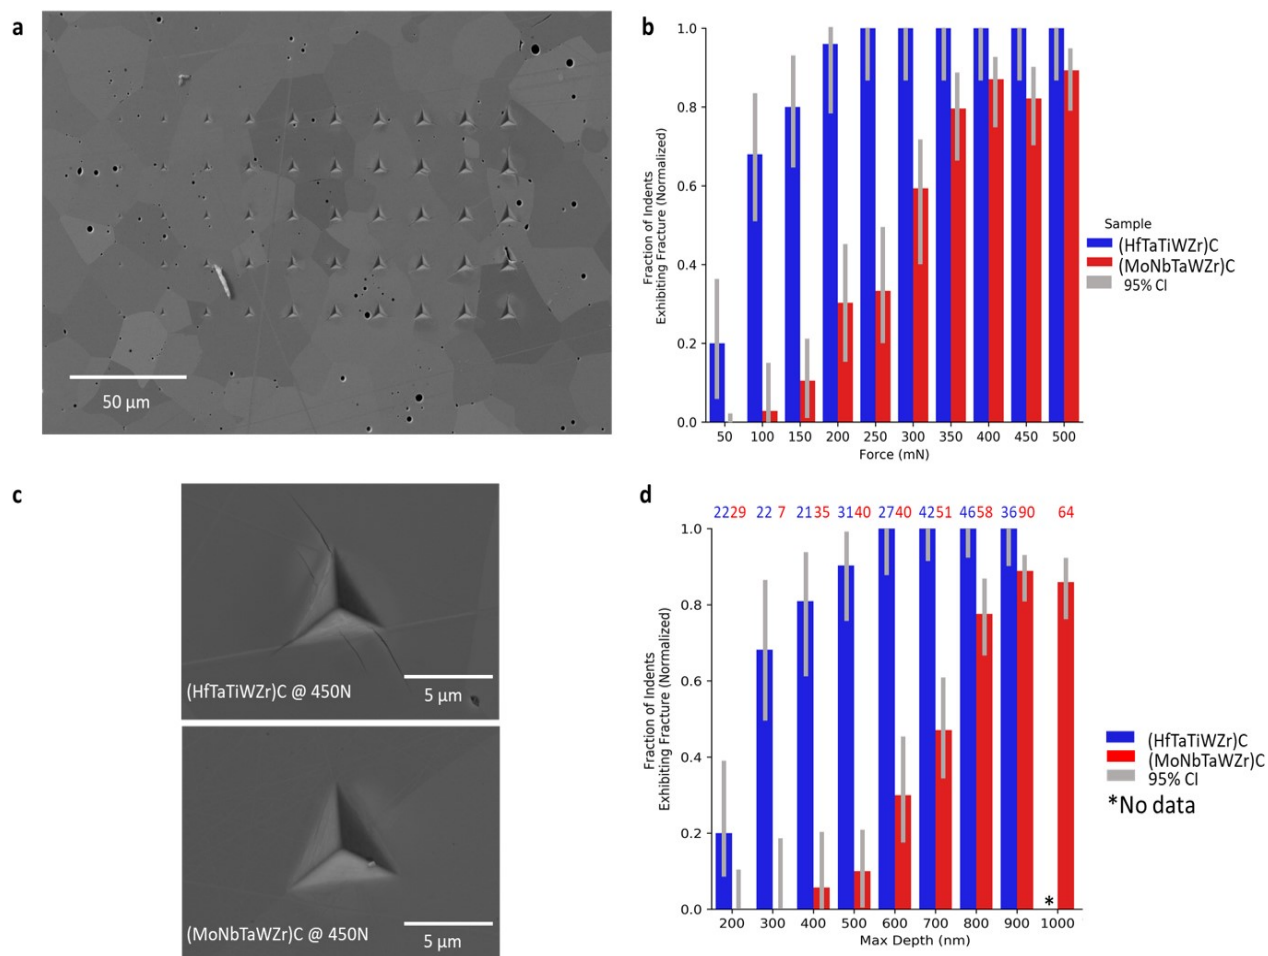 a
50 µm
b
1.0
0.8
0.6
0.4
0.2
0.0
Fraction of Indents
Exhibiting Fracture (Normalized)
50 100 150 200 250 300 350 400 450 500
Force (mN)
Sample
(HfTaTiWZr)C
(MoNbTaWZr)C
95% CI
c
(HfTaTiWZr)C @ 450N
5 µm
(MoNbTaWZr)C @ 450N
5 µm
d
22 29 22 7 21 35 31 40 27 40 42 51 46 58 36 90 64
1.0
0.8
0.6
0.4
0.2
0.0
Fraction of Indents
Exhibiting Fracture (Normalized)
*
200 300 400 500 600 700 800 900 1000
Max Depth (nm)
(HfTaTiWZr)C
(MoNbTaWZr)C
95% CI
*No data